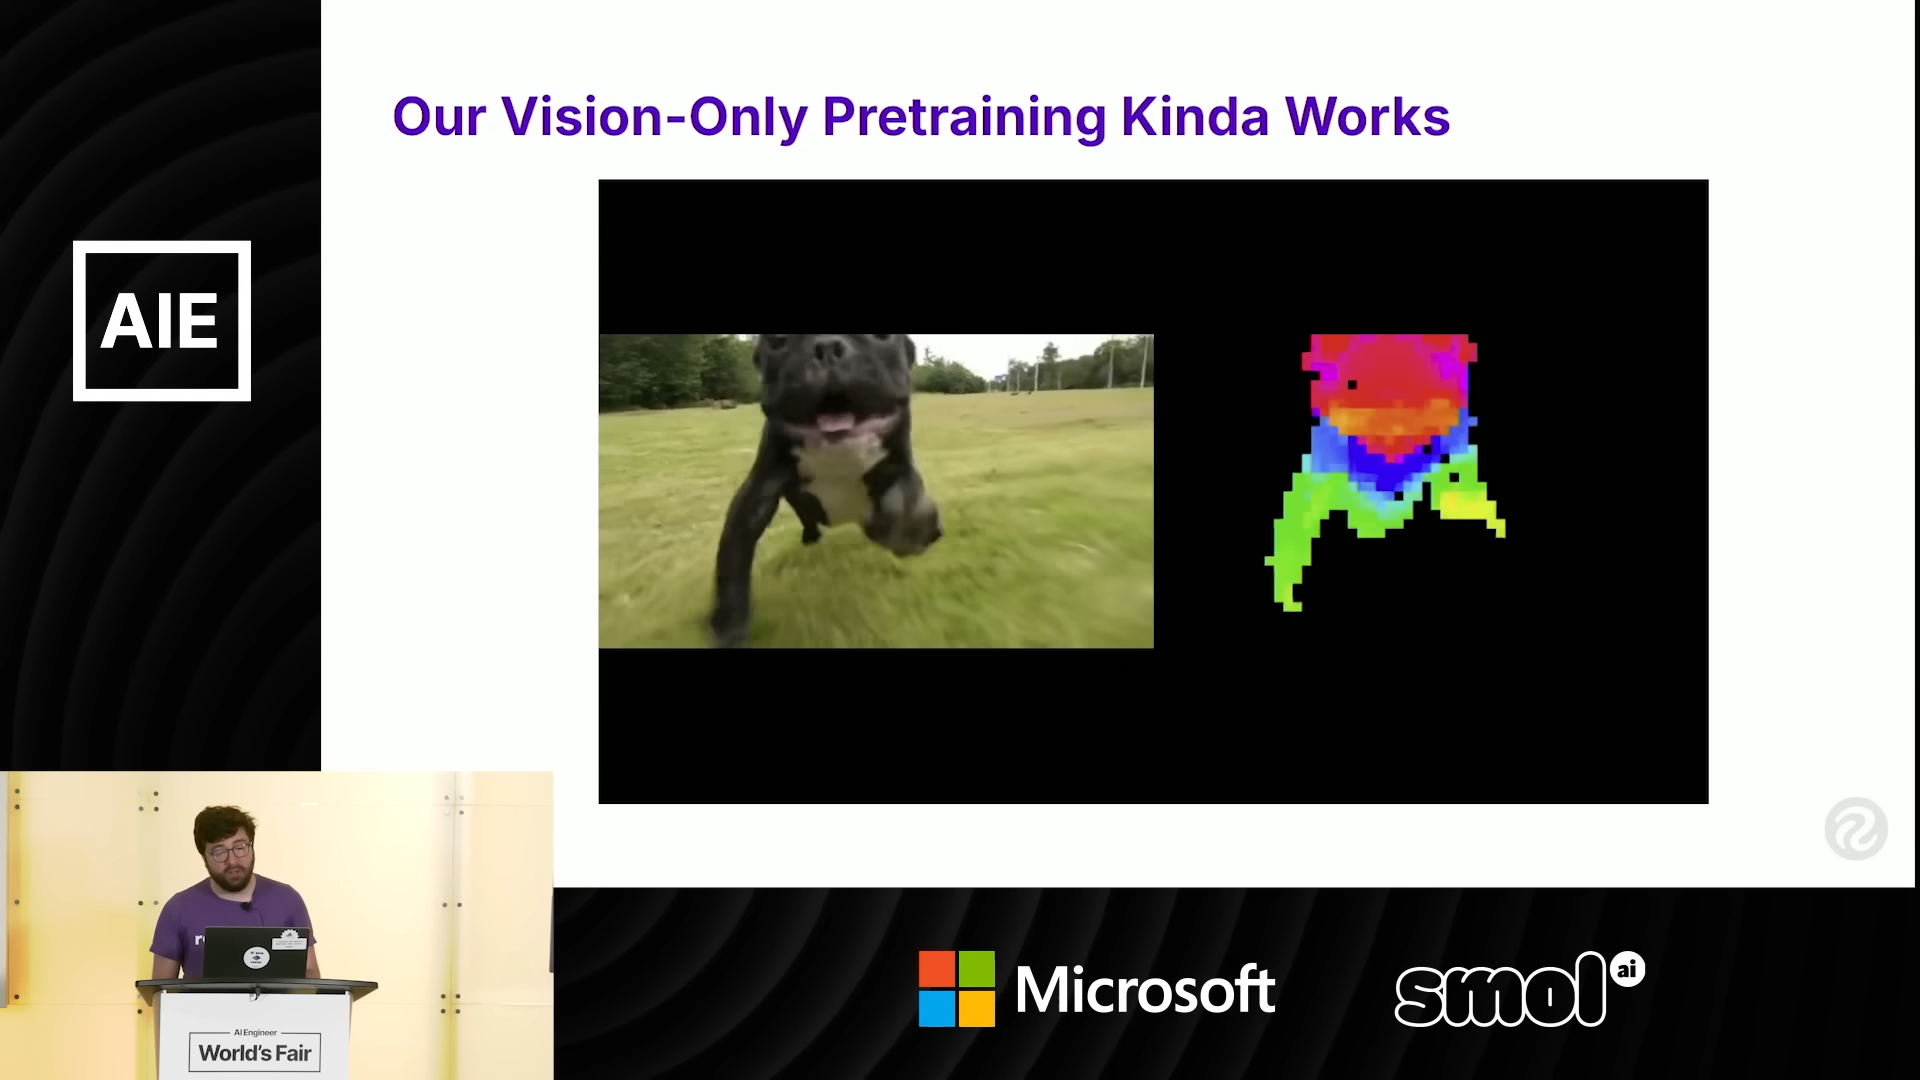 Our Vision-Only Pretraining Kinda Works
AIE
AI Engineer
World's Fair
Microsoft
smol ai